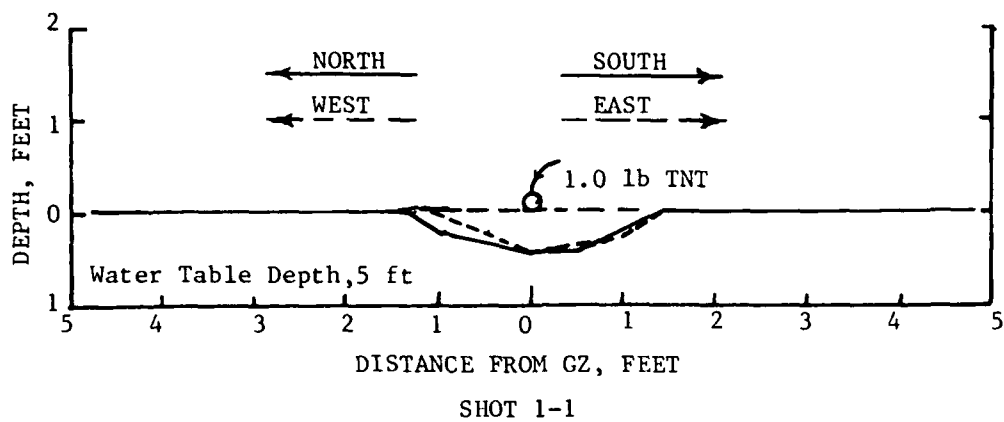 2
NORTH
SOUTH
1
WEST
EAST
1.0 lb TNT
0
DEPTH, FEET
Water Table Depth,5 ft
1
5 4 3 2 1 0 1 2 3 4 5
DISTANCE FROM GZ, FEET
SHOT 1-1